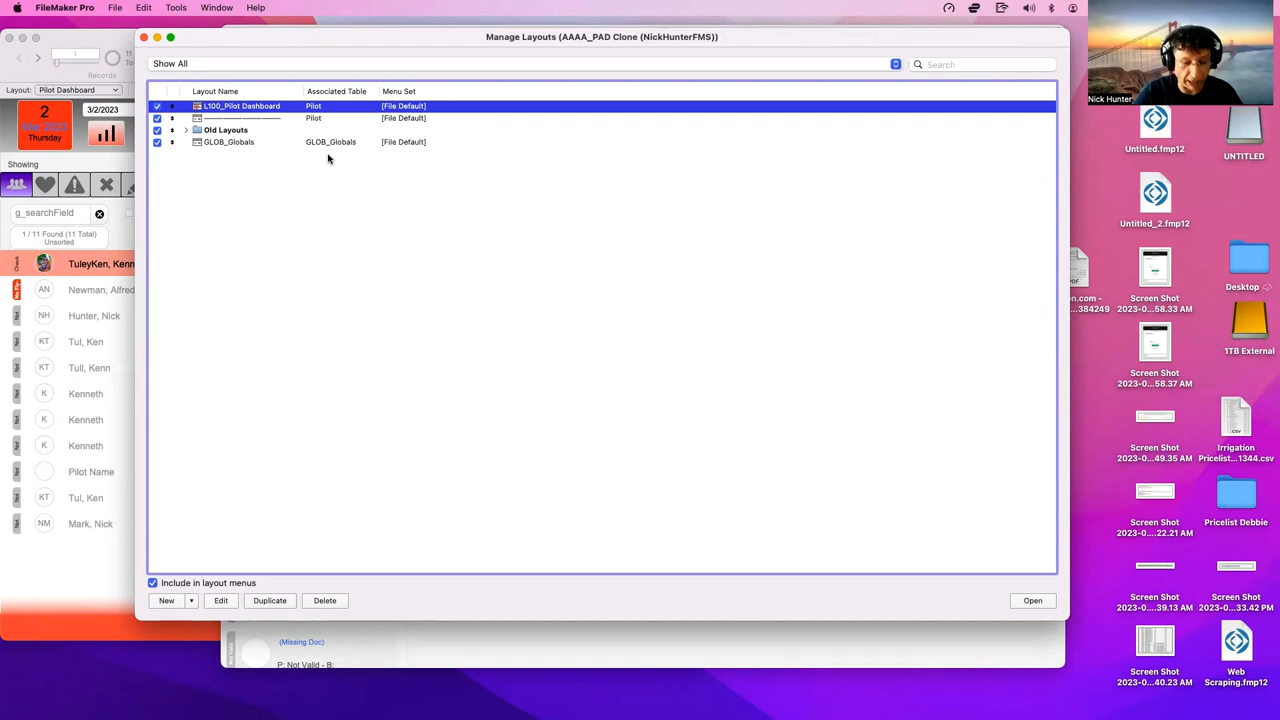 FileMaker Pro File Edit Tools Window Help
Manage Layouts (AAAA_PAD Clone (NickHunterFMS))
Show All
Search
Layout Name Associated Table Menu Set
L100_Pilot Dashboard Pilot [File Default]
——————————— Pilot [File Default]
Old Layouts
GLOB_Globals GLOB_Globals [File Default]
Include in layout menus
New Edit Duplicate Delete Open
1
Records
Layout: Pilot Dashboard
2
Mar 2023
Thursday
3/2/2023
Showing
g_searchField
1 / 11 Found (11 Total)
Unsorted
TuleyKen, Kenn
AN Newman, Alfred
NH Hunter, Nick
KT Tul, Ken
KT Tull, Kenn
K Kenneth
K Kenneth
K Kenneth
Pilot Name
KT Tul, Ken
NM Mark, Nick
(Missing Doc)
P: Not Valid - B:
Nick Hunter
Untitled.fmp12
UNTITLED
Untitled_2.fmp12
PDF
n.com -
...384249
Screen Shot
2023-0....58.33 AM
Desktop
Screen Shot
2023-0....58.37 AM
1TB External
Screen Shot
2023-0....49.35 AM
CSV
Irrigation
Pricelist...1344.csv
Screen Shot
2023-0....22.21 AM
Pricelist Debbie
Screen Shot
2023-0....39.13 AM
Screen Shot
2023-0....33.42 PM
Screen Shot
2023-0....40.23 AM
Web
Scraping.fmp12